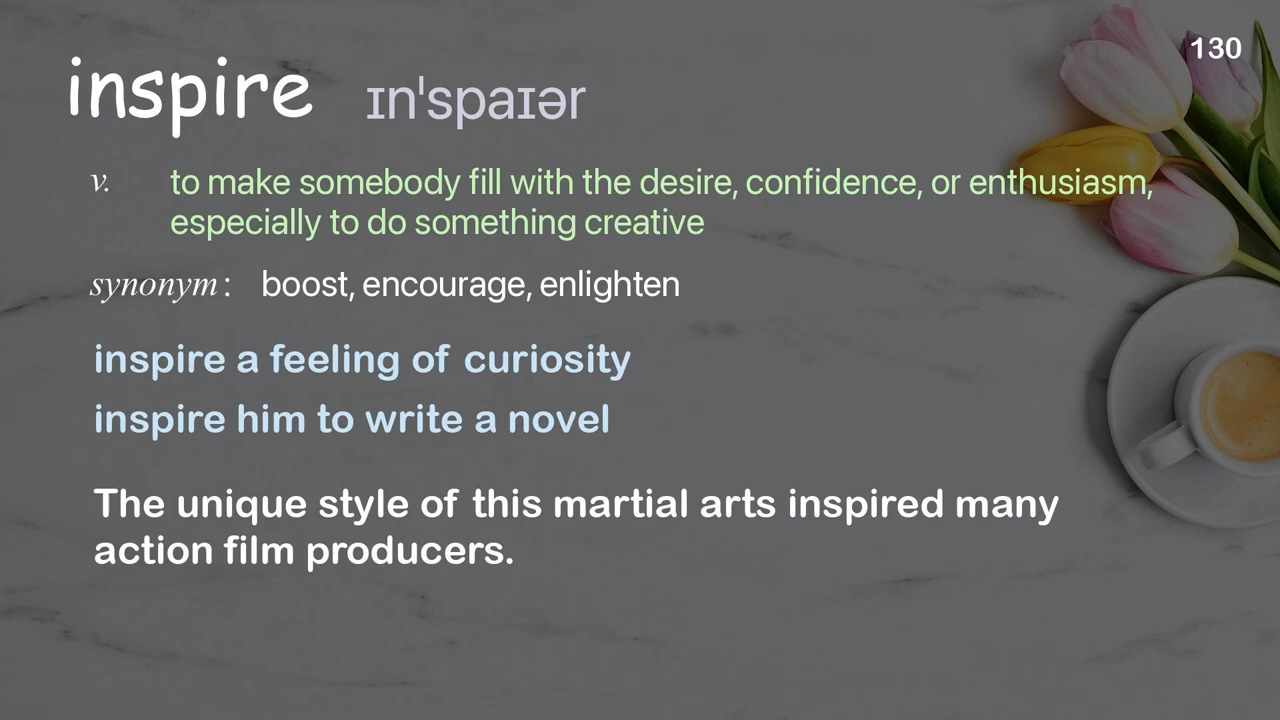 130
inspire ɪn'spaɪər
v. to make somebody fill with the desire, confidence, or enthusiasm,
especially to do something creative
synonym: boost, encourage, enlighten
inspire a feeling of curiosity
inspire him to write a novel
The unique style of this martial arts inspired many
action film producers.